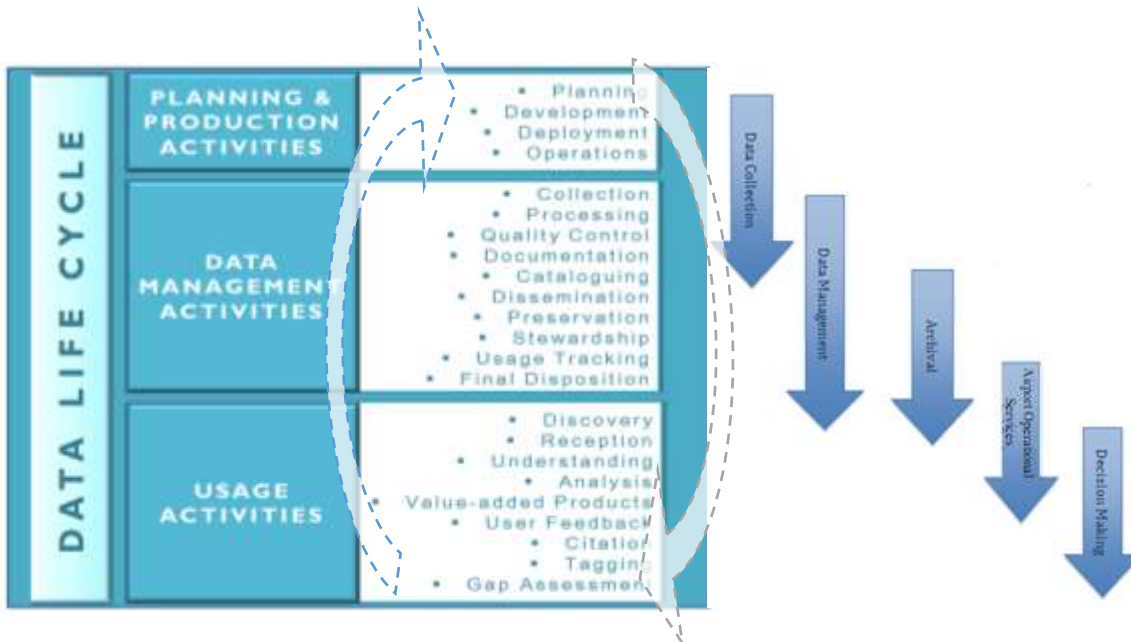 DATA LIFE CYCLE
PLANNING &
PRODUCTION
ACTIVITIES
• Planning
• Development
• Deployment
• Operations
DATA
MANAGEMENT
ACTIVITIES
• Collection
• Processing
• Quality Control
• Documentation
• Cataloguing
• Dissemination
• Preservation
• Stewardship
• Usage Tracking
• Final Disposition
USAGE
ACTIVITIES
• Discovery
• Reception
• Understanding
• Analysis
• Value-added Products
• User Feedback
• Citation
• Tagging
• Gap Assessment
Data Collection
Data Management
Archival
Airport Operational
Services
Decision Making